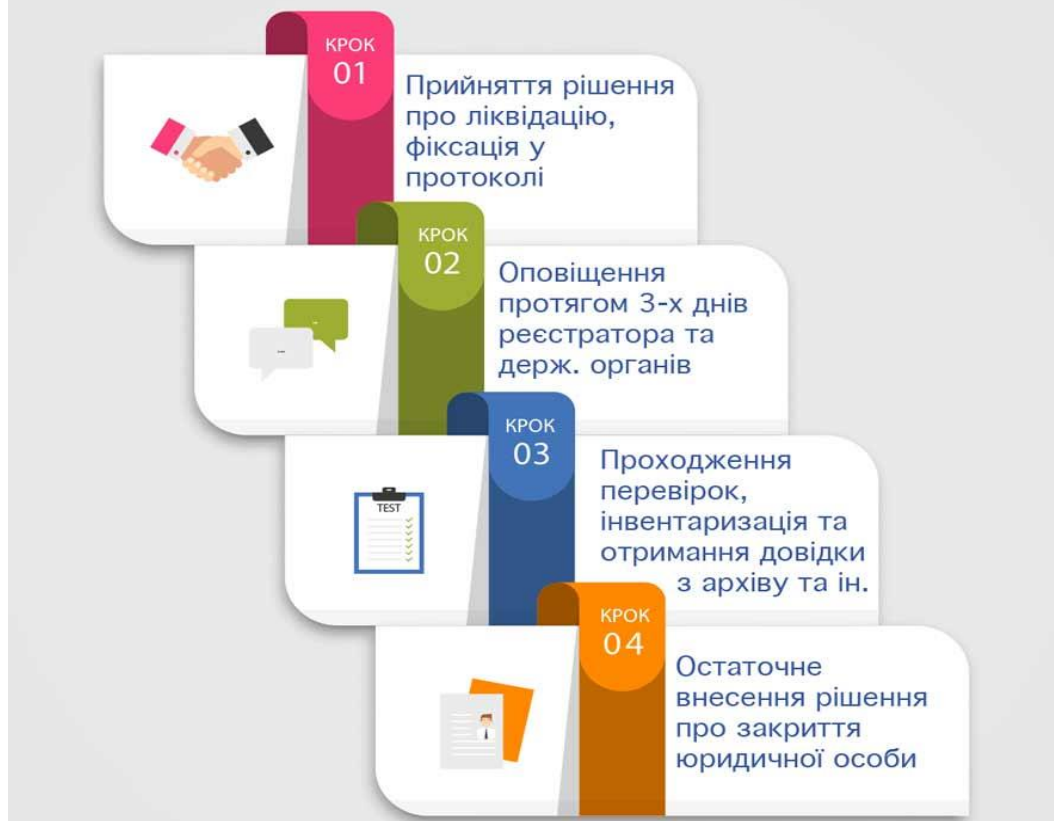 КРОК
01
Прийняття рішення
про ліквідацію,
фіксація у
протоколі
КРОК
02
Оповіщення
протягом 3-х днів
реєстратора та
держ. органів
КРОК
03
TEST
Проходження
перевірок,
інвентаризація та
отримання довідки
з архіву та ін.
КРОК
04
Остаточне
внесення рішення
про закриття
юридичної особи